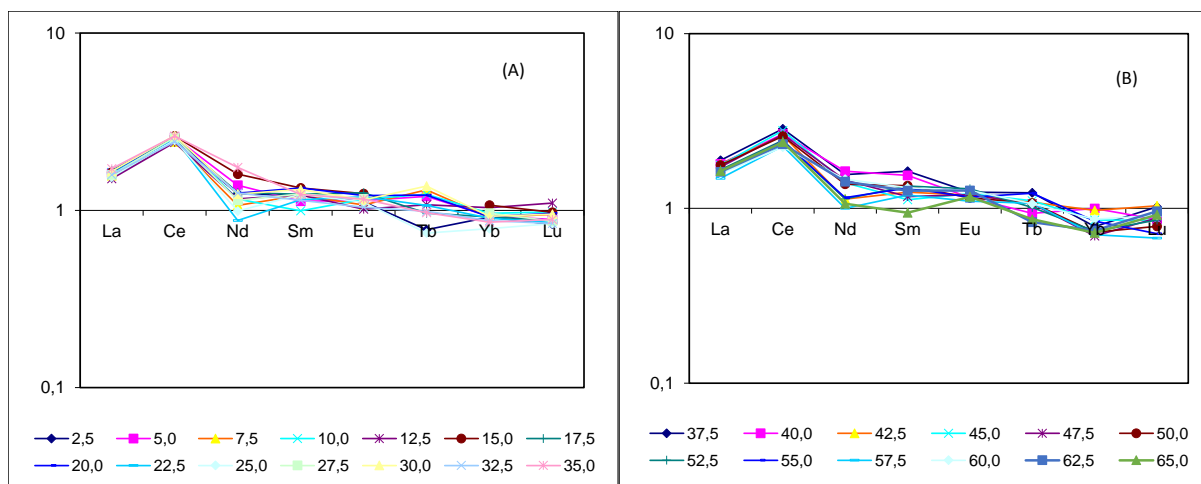 10
(A)
1
La Ce Nd Sm Eu Yb Yb Lu
0,1
2,5 5,0 7,5 10,0 12,5 15,0 17,5
20,0 22,5 25,0 27,5 30,0 32,5 35,0
10
(B)
1
La Ce Nd Sm Eu Tb Yb Lu
0,1
37,5 40,0 42,5 45,0 47,5 50,0
52,5 55,0 57,5 60,0 62,5 65,0